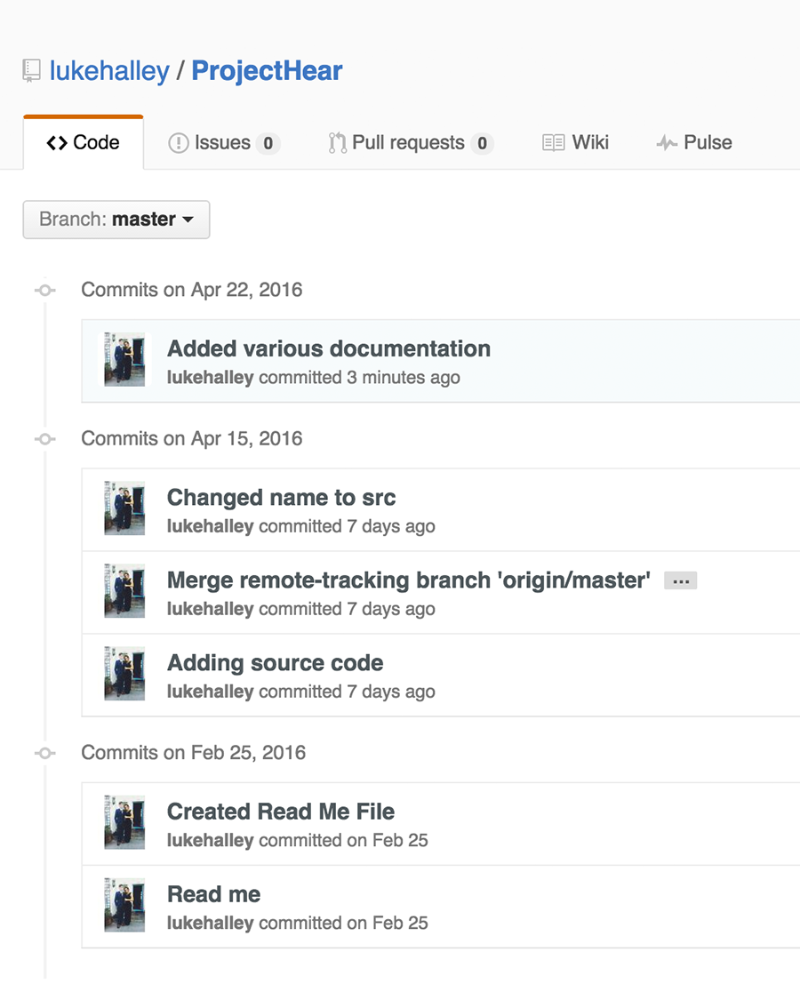 lukehalley / ProjectHear
Code Issues 0 Pull requests 0 Wiki Pulse
Branch: master
Commits on Apr 22, 2016
Added various documentation
lukehalley committed 3 minutes ago
Commits on Apr 15, 2016
Changed name to src
lukehalley committed 7 days ago
Merge remote-tracking branch 'origin/master' ...
lukehalley committed 7 days ago
Adding source code
lukehalley committed 7 days ago
Commits on Feb 25, 2016
Created Read Me File
lukehalley committed on Feb 25
Read me
lukehalley committed on Feb 25